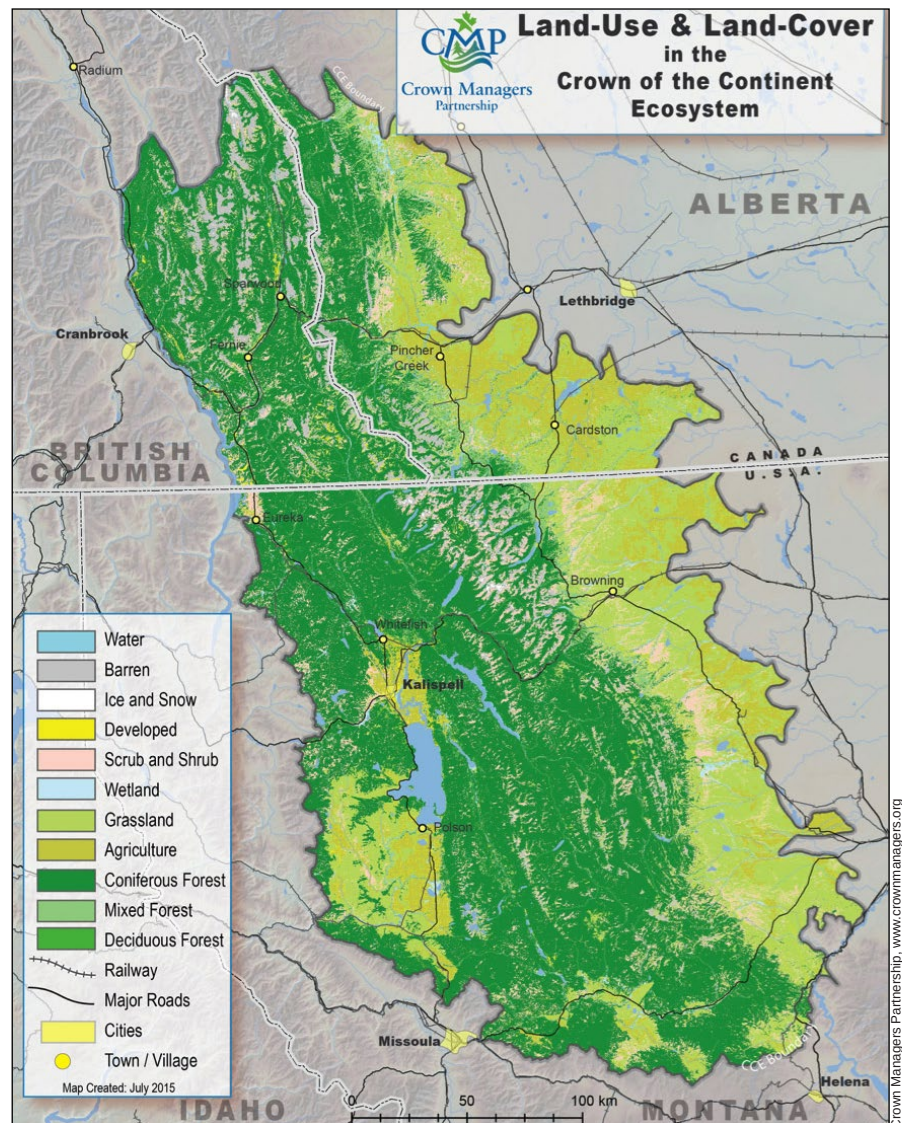 CMP
Crown Managers
Partnership
Land-Use & Land-Cover
in the
Crown of the Continent
Ecosystem
Radium
CCE Boundary
ALBERTA
Sparwood
Lethbridge
Cranbrook
Fernie
Pincher
Creek
Cardston
BRITISH
COLUMBIA
CANADA
U.S.A.
Eureka
Browning
Whitefish
Kalispell
Polson
Water
Barren
Ice and Snow
Developed
Scrub and Shrub
Wetland
Grassland
Agriculture
Coniferous Forest
Mixed Forest
Deciduous Forest
Railway
Major Roads
Cities
Town / Village
Map Created: July 2015
Missoula
CCE Boundary
Helena
IDAHO
0 50 100 km
MONTANA
Crown Managers Partnership, www.crownmanagers.org